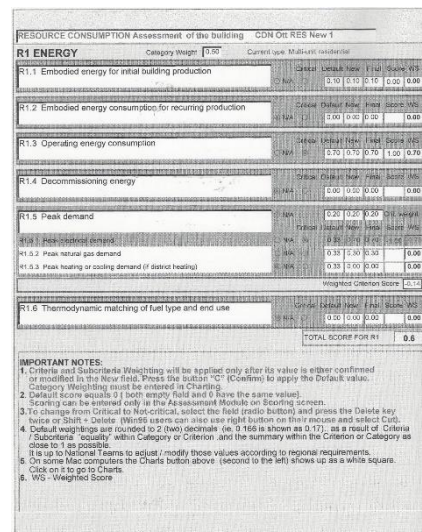 RESOURCE CONSUMPTION Assessment of the building CDN Ott RES New 1
R1 ENERGY Category Weight 0.50 Current type: Multi-unit residential
Critical Default New Final Score WS
R1.1 Embodied energy for initial building production N/A 0.10 0.10 0.10 0.00 0.00
Critical Default New Final Score WS
R1.2 Embodied energy consumption for recurring production N/A 0.00 0.00 0.00 0.00
Critical Default New Final Score WS
R1.3 Operating energy consumption N/A 0.70 0.70 0.70 1.00 0.70
Critical Default New Final Score WS
R1.4 Decommissioning energy N/A 0.00 0.00 0.00 0.00
Critical Default New Final Score WS
R1.5 Peak demand N/A 0.20 0.20 0.20 Crit. weight
Critical Default New Final Score WS
R1.5.1 Peak electrical demand N/A 0.33
R1.5.2 Peak natural gas demand N/A 0.33 0.30 0.30 0.00
R1.5.3 Peak heating or cooling demand (if district heating) N/A 0.33 0.00 0.00 0.00
Weighted Criterion Score -0.14
Critical Default New Final Score WS
R1.6 Thermodynamic matching of fuel type and end use N/A 0.00 0.00 0.00 0.00
TOTAL SCORE FOR R1 0.6
IMPORTANT NOTES:
1. Criteria and Subcriteria Weighting will be applied only after its value is either confirmed
or modified in the New field. Press the button "C" (Confirm) to apply the Default value.
Category Weighting must be entered in Charting.
2. Default score equals 0 ( both empty field and 0 have the same value).
Scoring can be entered only in the Assessment Module on Scoring screen.
3.To change from Critical to Not-critical, select the field (radio button) and press the Delete key
twice or Shift + Delete (Win96 users can also use right button on their mouse and select Cut).
4. Default weightings are rounded to 2 (two) decimals (ie. 0.166 is shown as 0.17)., as a result of Criteria
/ Subcriteria "equality" within Category or Criterion ,and the summary within the Criterion or Category as
close to 1 as possible.
It is up to National Teams to adjust / modify those values according to regional requirements.
5. On some Mac computers the Charts button above (second to the left) shows up as a white square.
Click on it to go to Charts.
6. WS - Weighted Score